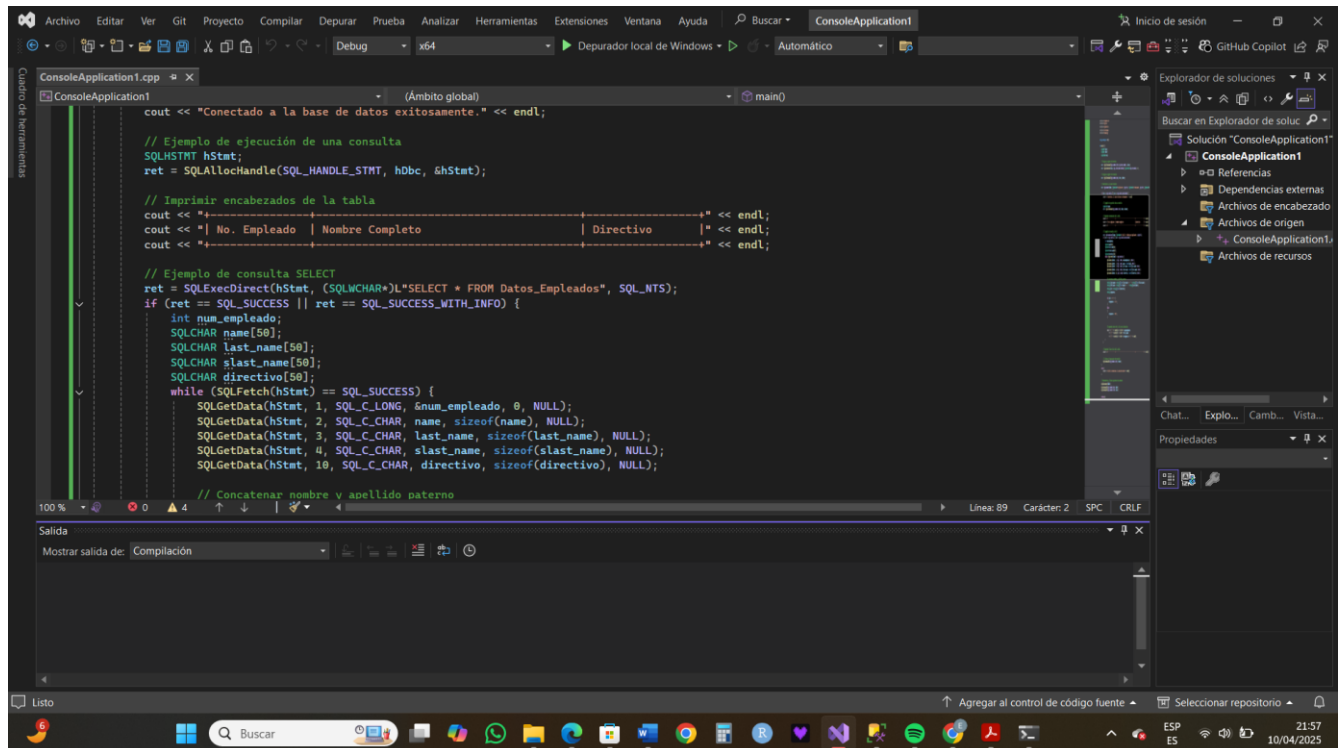 Archivo Editar Ver Git Proyecto Compilar Depurar Prueba Analizar Herramientas Extensiones Ventana Ayuda Buscar ConsoleApplication1 Inicio de sesión
Debug x64 Depurador local de Windows Automático GitHub Copilot
Cuadro de herramientas
ConsoleApplication1.cpp
ConsoleApplication1 (Ámbito global) main()
cout << "Conectado a la base de datos exitosamente." << endl;
// Ejemplo de ejecución de una consulta
SQLHSTMT hStmt;
ret = SQLAllocHandle(SQL_HANDLE_STMT, hDbc, &hStmt);
// Imprimir encabezados de la tabla
cout << "+---------------+----------------------------------------+-----------------+" << endl;
cout << "| No. Empleado | Nombre Completo | Directivo |" << endl;
cout << "+---------------+----------------------------------------+-----------------+" << endl;
// Ejemplo de consulta SELECT
ret = SQLExecDirect(hStmt, (SQLWCHAR*)L"SELECT * FROM Datos_Empleados", SQL_NTS);
if (ret == SQL_SUCCESS || ret == SQL_SUCCESS_WITH_INFO) {
int num_empleado;
SQLCHAR name[50];
SQLCHAR last_name[50];
SQLCHAR slast_name[50];
SQLCHAR directivo[50];
while (SQLFetch(hStmt) == SQL_SUCCESS) {
SQLGetData(hStmt, 1, SQL_C_LONG, &num_empleado, 0, NULL);
SQLGetData(hStmt, 2, SQL_C_CHAR, name, sizeof(name), NULL);
SQLGetData(hStmt, 3, SQL_C_CHAR, last_name, sizeof(last_name), NULL);
SQLGetData(hStmt, 4, SQL_C_CHAR, slast_name, sizeof(slast_name), NULL);
SQLGetData(hStmt, 10, SQL_C_CHAR, directivo, sizeof(directivo), NULL);
// Concatenar nombre y apellido paterno
100 % 0 4 Línea: 89 Carácter: 2 SPC CRLF
Salida
Mostrar salida de: Compilación
Explorador de soluciones
Buscar en Explorador de soluc
Solución "ConsoleApplication1"
ConsoleApplication1
Referencias
Dependencias externas
Archivos de encabezado
Archivos de origen
ConsoleApplication1.
Archivos de recursos
Chat... Explo... Camb... Vista...
Propiedades
Listo Agregar al control de código fuente Seleccionar repositorio
6 Buscar ESP ES 21:57 10/04/2025